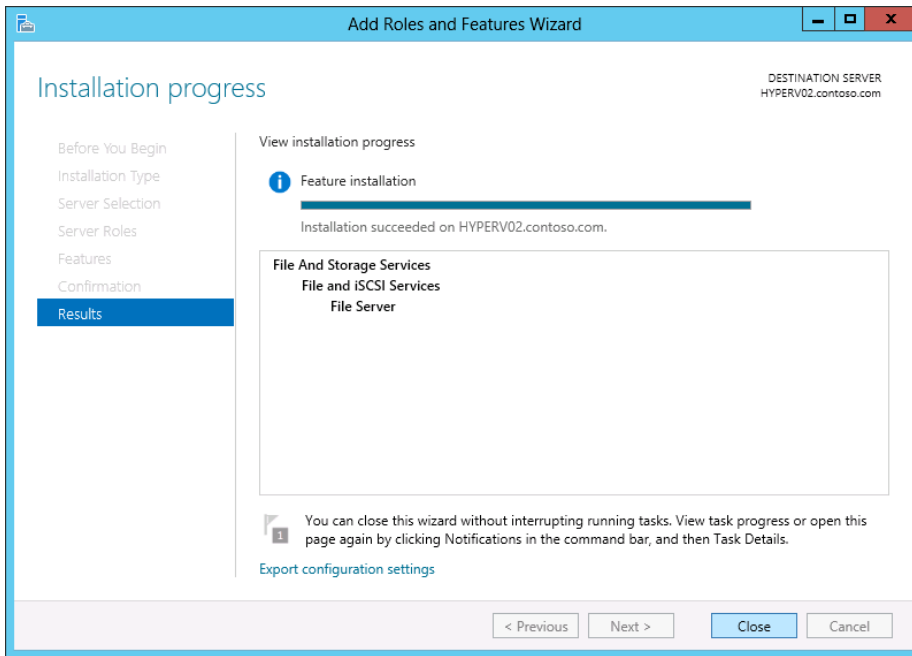 Add Roles and Features Wizard
Installation progress
DESTINATION SERVER
HYPERV02.contoso.com
Before You Begin
Installation Type
Server Selection
Server Roles
Features
Confirmation
Results
View installation progress
Feature installation
Installation succeeded on HYPERV02.contoso.com.
File And Storage Services
File and iSCSI Services
File Server
1
You can close this wizard without interrupting running tasks. View task progress or open this
page again by clicking Notifications in the command bar, and then Task Details.
Export configuration settings
< Previous
Next >
Close
Cancel